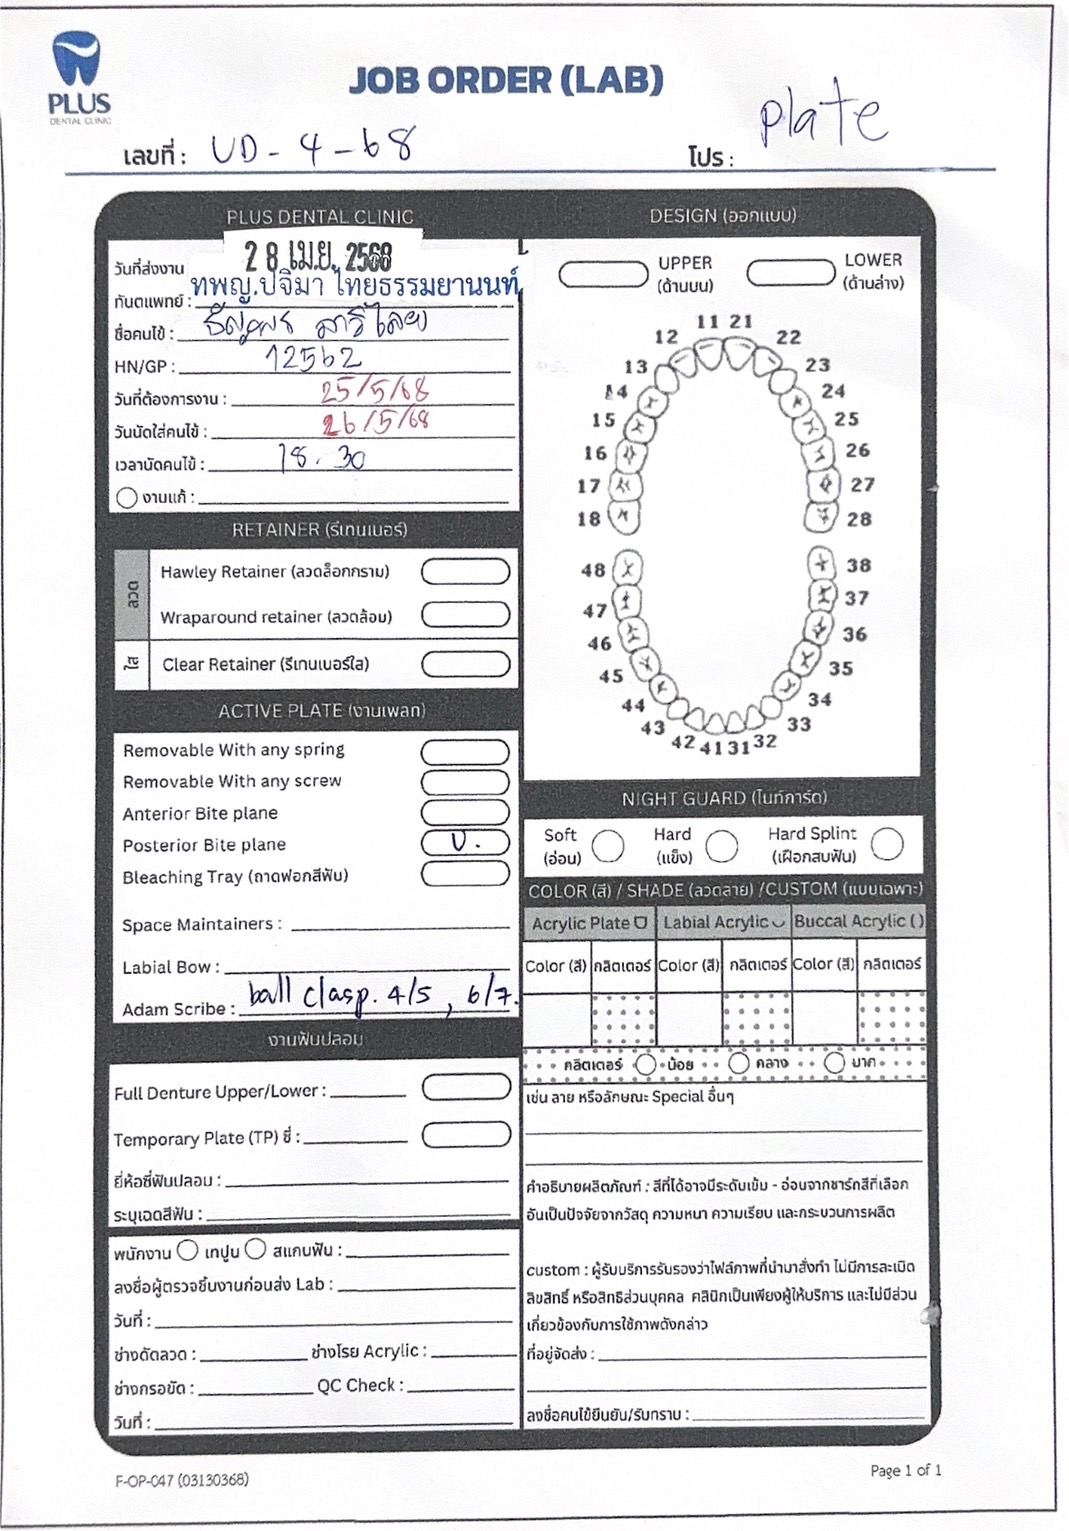 PLUS
DENTAL CLINIC
JOB ORDER (LAB)
เลขที่ : UD-4-68
โปร : plate
PLUS DENTAL CLINIC
วันที่ส่งงาน 28 เม.ย. 2568
ทันตแพทย์ : ทพญ.ปัจิมา ไทยธรรมยานนท์
ชื่อคนไข้ :
HN/GP : 12562
วันที่ต้องการงาน : 25/5/68
วันนัดใส่คนไข้ : 26/5/68
เวลานัดคนไข้ : 18.30
งานแก้ :
RETAINER (รีเทนเนอร์)
ลวด
Hawley Retainer (ลวดล็อกกราม)
Wraparound retainer (ลวดล้อม)
ใส
Clear Retainer (รีเทนเนอร์ใส)
ACTIVE PLATE (งานเพลท)
Removable With any spring
Removable With any screw
Anterior Bite plane
Posterior Bite plane U.
Bleaching Tray (ถาดฟอกสีฟัน)
Space Maintainers :
Labial Bow :
Adam Scribe : ball clasp. 4/5 , 6/7.
งานฟันปลอม
Full Denture Upper/Lower :
Temporary Plate (TP) ซี่ :
ยี่ห้อซี่ฟันปลอม :
ระบุเฉดสีฟัน :
พนักงาน เทปูน สแกนฟัน :
ลงชื่อผู้ตรวจชิ้นงานก่อนส่ง Lab :
วันที่ :
ช่างดัดลวด : ช่างโรย Acrylic :
ช่างกรอขัด : QC Check :
วันที่ :
DESIGN (ออกแบบ)
UPPER LOWER
(ด้านบน) (ด้านล่าง)
11 21
12 22
13 23
14 24
15 25
16 26
17 27
18 28
48 38
47 37
46 36
45 35
44 34
43 33
42 41 31 32
NIGHT GUARD (ไนท์การ์ด)
Soft Hard Hard Splint
(อ่อน) (แข็ง) (เฝือกสบฟัน)
COLOR (สี) / SHADE (ลวดลาย) /CUSTOM (แบบเฉพาะ)
Acrylic Plate Labial Acrylic Buccal Acrylic ( )
Color (สี) กลิตเตอร์ Color (สี) กลิตเตอร์ Color (สี) กลิตเตอร์
กลิตเตอร์ น้อย กลาง มาก
เช่น ลาย หรือลักษณะ Special อื่นๆ
คำอธิบายผลิตภัณฑ์ : สีที่ได้อาจมีระดับเข้ม - อ่อนจากชาร์ทสีที่เลือก
อันเป็นปัจจัยจากวัสดุ ความหนา ความเรียบ และกระบวนการผลิต
custom : ผู้รับบริการรับรองว่าไฟล์ภาพที่นำมาสั่งทำ ไม่มีการละเมิด
ลิขสิทธิ์ หรือสิทธิส่วนบุคคล คลินิกเป็นเพียงผู้ให้บริการ และไม่มีส่วน
เกี่ยวข้องกับการใช้ภาพดังกล่าว
ที่อยู่จัดส่ง :
ลงชื่อคนไข้ยืนยัน/รับทราบ :
F-OP-047 (03130368)
Page 1 of 1